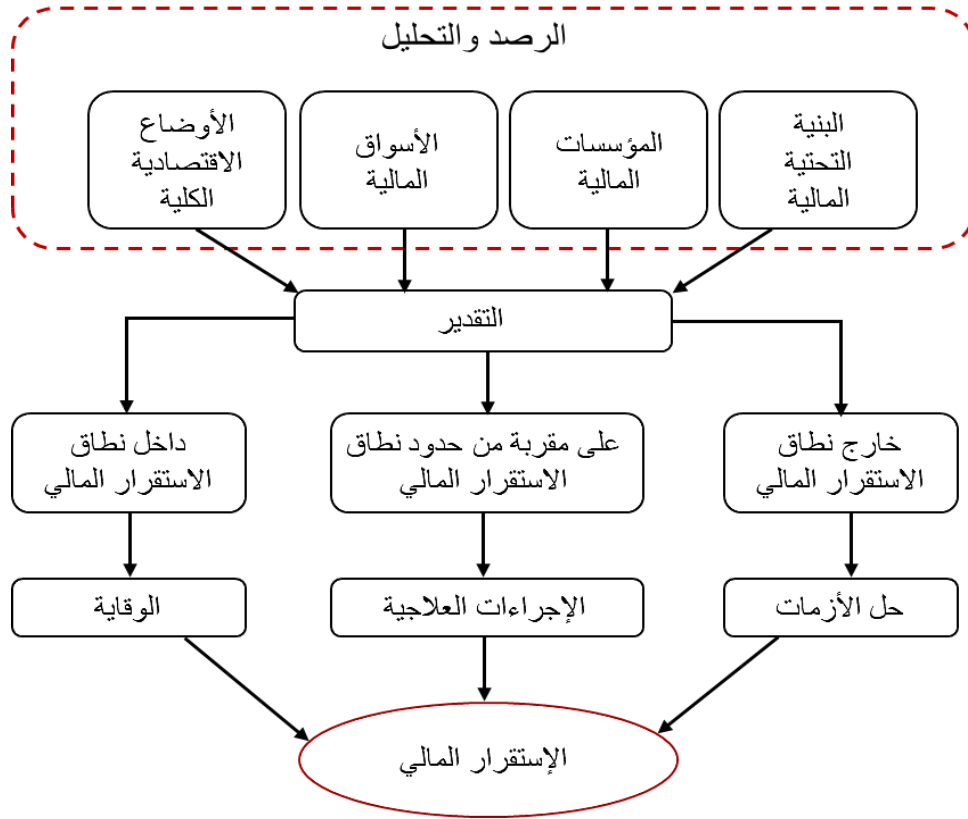 الرصد والتحليل
البنية
التحتية
المالية
المؤسسات
المالية
الأسواق
المالية
الأوضاع
الاقتصادية
الكلية
التقدير
خارج نطاق
الاستقرار المالي
على مقربة من حدود نطاق
الاستقرار المالي
داخل نطاق
الاستقرار المالي
حل الأزمات
الإجراءات العلاجية
الوقاية
الإستقرار المالي